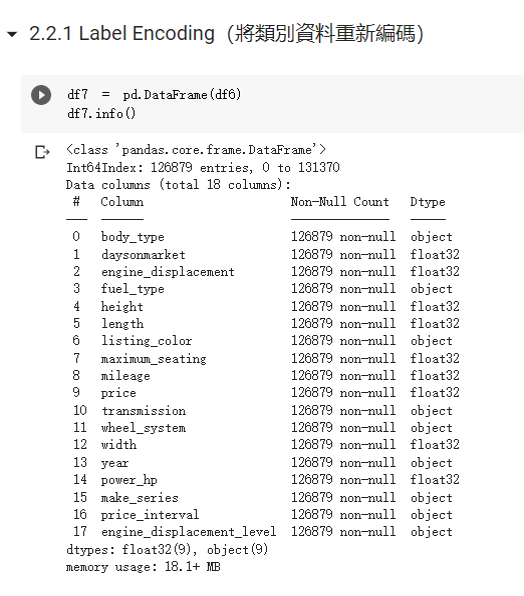 2.2.1 Label Encoding（將類別資料重新編碼）
df7 = pd.DataFrame(df6)
df7.info()
<class 'pandas.core.frame.DataFrame'>
Int64Index: 126879 entries, 0 to 131370
Data columns (total 18 columns):
#   Column   Non-Null Count   Dtype
---  ------  --------------  -----
0   body_type   126879 non-null   object
1   daysonmarket   126879 non-null   float32
2   engine_displacement   126879 non-null   float32
3   fuel_type   126879 non-null   object
4   height   126879 non-null   float32
5   length   126879 non-null   float32
6   listing_color   126879 non-null   object
7   maximum_seating   126879 non-null   float32
8   mileage   126879 non-null   float32
9   price   126879 non-null   float32
10   transmission   126879 non-null   object
11   wheel_system   126879 non-null   object
12   width   126879 non-null   float32
13   year   126879 non-null   object
14   power_hp   126879 non-null   float32
15   make_series   126879 non-null   object
16   price_interval   126879 non-null   object
17   engine_displacement_level   126879 non-null   object
dtypes: float32(9), object(9)
memory usage: 18.1+ MB